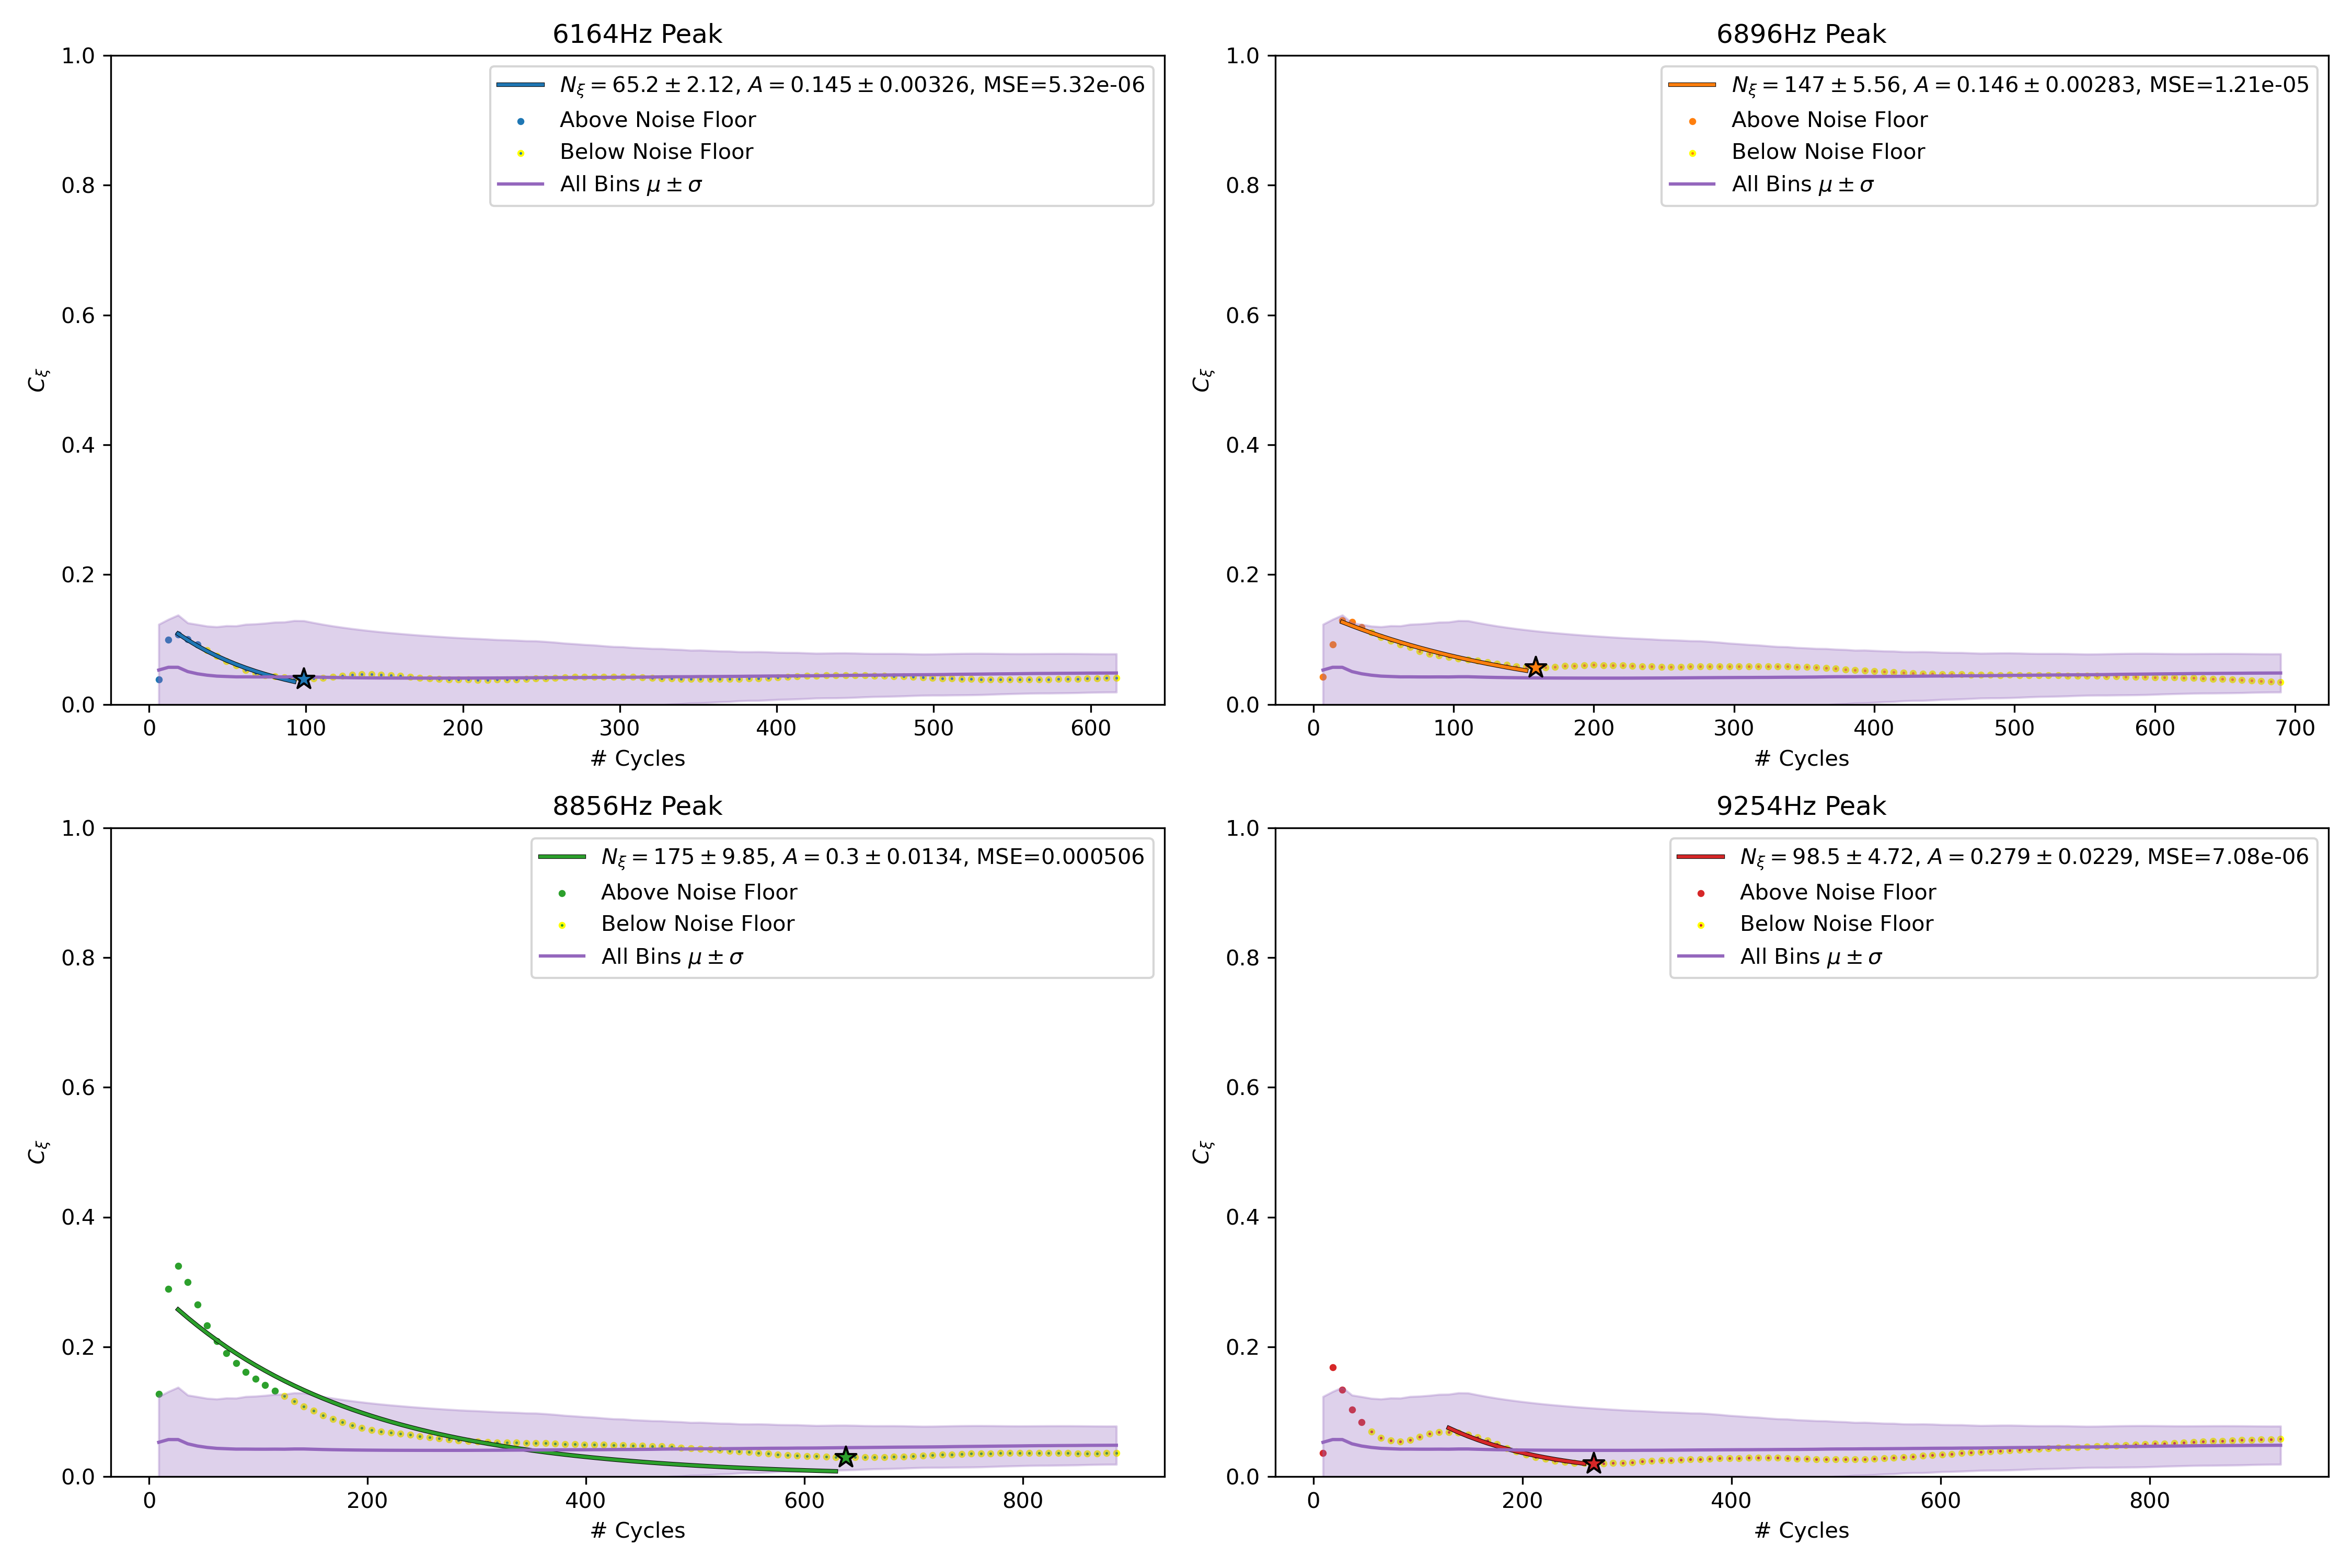 6164Hz Peak
1.0
0.8
0.6
0.4
0.2
0.0
C_ξ
N_ξ = 65.2 ± 2.12, A = 0.145 ± 0.00326, MSE=5.32e-06
Above Noise Floor
Below Noise Floor
All Bins μ ± σ
0 100 200 300 400 500 600
# Cycles
6896Hz Peak
1.0
0.8
0.6
0.4
0.2
0.0
C_ξ
N_ξ = 147 ± 5.56, A = 0.146 ± 0.00283, MSE=1.21e-05
Above Noise Floor
Below Noise Floor
All Bins μ ± σ
0 100 200 300 400 500 600 700
# Cycles
8856Hz Peak
1.0
0.8
0.6
0.4
0.2
0.0
C_ξ
N_ξ = 175 ± 9.85, A = 0.3 ± 0.0134, MSE=0.000506
Above Noise Floor
Below Noise Floor
All Bins μ ± σ
0 200 400 600 800
# Cycles
9254Hz Peak
1.0
0.8
0.6
0.4
0.2
0.0
C_ξ
N_ξ = 98.5 ± 4.72, A = 0.279 ± 0.0229, MSE=7.08e-06
Above Noise Floor
Below Noise Floor
All Bins μ ± σ
0 200 400 600 800
# Cycles